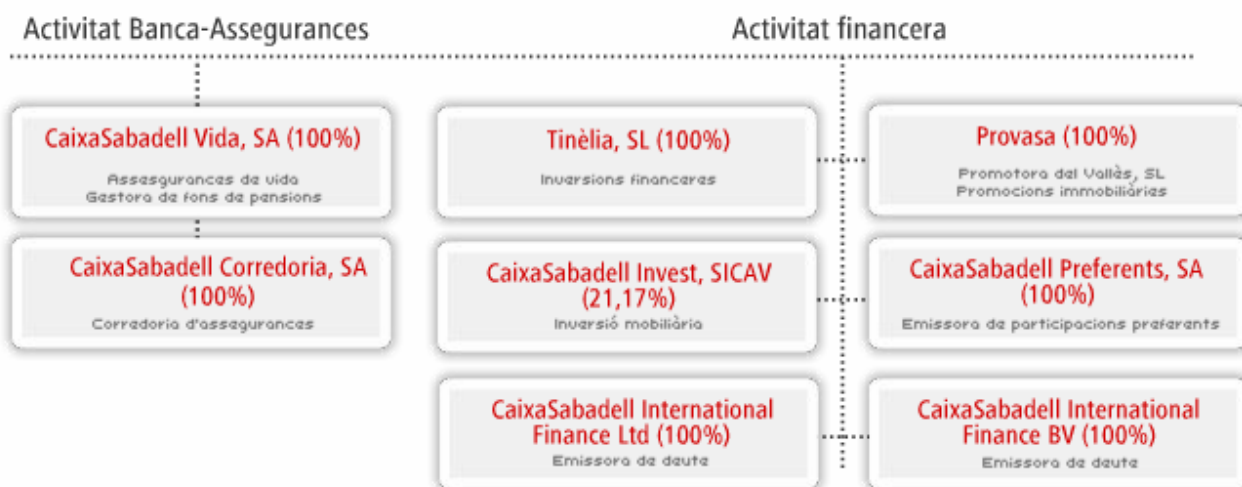 Activitat Banca-Assegurances
Activitat financera
CaixaSabadell Vida, SA (100%)
Assesgurances de vida
Gestora de fons de pensions
CaixaSabadell Corredoria, SA
(100%)
Corredoria d'assegurances
Tinèlia, SL (100%)
Inversions financeres
Provasa (100%)
Promotora del Vallès, SL
Promocions immobiliàries
CaixaSabadell Invest, SICAV
(21,17%)
Inversió mobiliària
CaixaSabadell Preferents, SA
(100%)
Emissora de participacions preferents
CaixaSabadell International
Finance Ltd (100%)
Emissora de deute
CaixaSabadell International
Finance BV (100%)
Emissora de deute